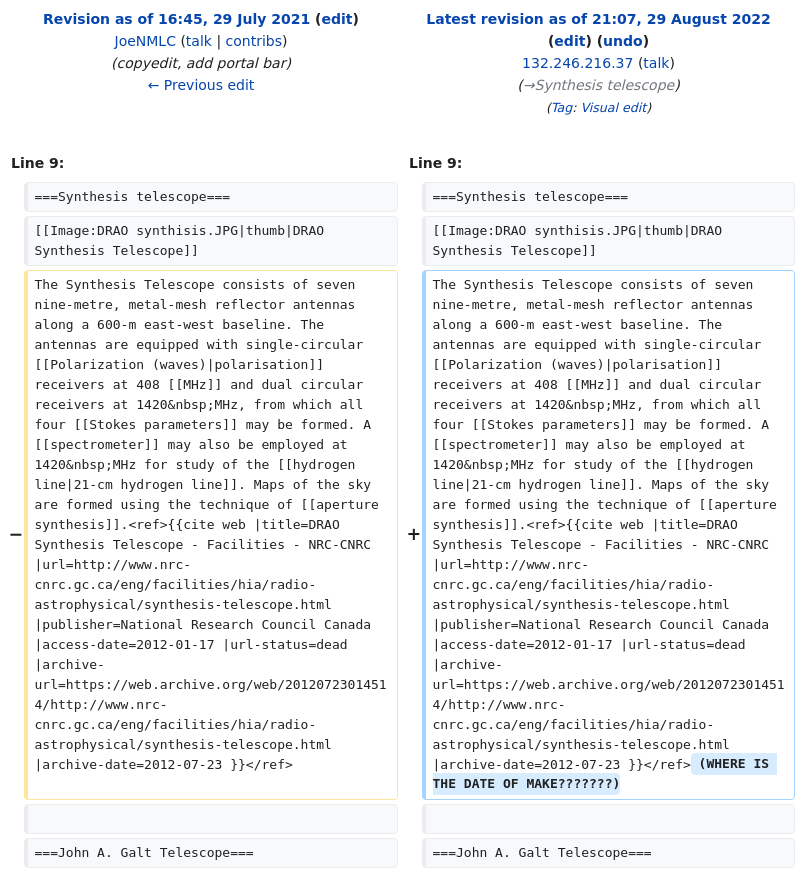 Revision as of 16:45, 29 July 2021 (edit)
JoeNMLC (talk | contribs)
(copyedit, add portal bar)
← Previous edit
Latest revision as of 21:07, 29 August 2022
(edit) (undo)
132.246.216.37 (talk)
(→Synthesis telescope)
(Tag: Visual edit)
Line 9:
===Synthesis telescope===
[[Image:DRAO synthisis.JPG|thumb|DRAO
Synthesis Telescope]]
−
The Synthesis Telescope consists of seven
nine-metre, metal-mesh reflector antennas
along a 600-m east-west baseline. The
antennas are equipped with single-circular
[[Polarization (waves)|polarisation]]
receivers at 408 [[MHz]] and dual circular
receivers at 1420&nbsp;MHz, from which all
four [[Stokes parameters]] may be formed. A
[[spectrometer]] may also be employed at
1420&nbsp;MHz for study of the [[hydrogen
line|21-cm hydrogen line]]. Maps of the sky
are formed using the technique of [[aperture
synthesis]].<ref>{{cite web |title=DRAO
Synthesis Telescope - Facilities - NRC-CNRC
|url=http://www.nrc-
cnrc.gc.ca/eng/facilities/hia/radio-
astrophysical/synthesis-telescope.html
|publisher=National Research Council Canada
|access-date=2012-01-17 |url-status=dead
|archive-
url=https://web.archive.org/web/2012072301451
4/http://www.nrc-
cnrc.gc.ca/eng/facilities/hia/radio-
astrophysical/synthesis-telescope.html
|archive-date=2012-07-23 }}</ref>
===John A. Galt Telescope===
Line 9:
===Synthesis telescope===
[[Image:DRAO synthisis.JPG|thumb|DRAO
Synthesis Telescope]]
+
The Synthesis Telescope consists of seven
nine-metre, metal-mesh reflector antennas
along a 600-m east-west baseline. The
antennas are equipped with single-circular
[[Polarization (waves)|polarisation]]
receivers at 408 [[MHz]] and dual circular
receivers at 1420&nbsp;MHz, from which all
four [[Stokes parameters]] may be formed. A
[[spectrometer]] may also be employed at
1420&nbsp;MHz for study of the [[hydrogen
line|21-cm hydrogen line]]. Maps of the sky
are formed using the technique of [[aperture
synthesis]].<ref>{{cite web |title=DRAO
Synthesis Telescope - Facilities - NRC-CNRC
|url=http://www.nrc-
cnrc.gc.ca/eng/facilities/hia/radio-
astrophysical/synthesis-telescope.html
|publisher=National Research Council Canada
|access-date=2012-01-17 |url-status=dead
|archive-
url=https://web.archive.org/web/2012072301451
4/http://www.nrc-
cnrc.gc.ca/eng/facilities/hia/radio-
astrophysical/synthesis-telescope.html
|archive-date=2012-07-23 }}</ref> (WHERE IS
THE DATE OF MAKE???????)
===John A. Galt Telescope===